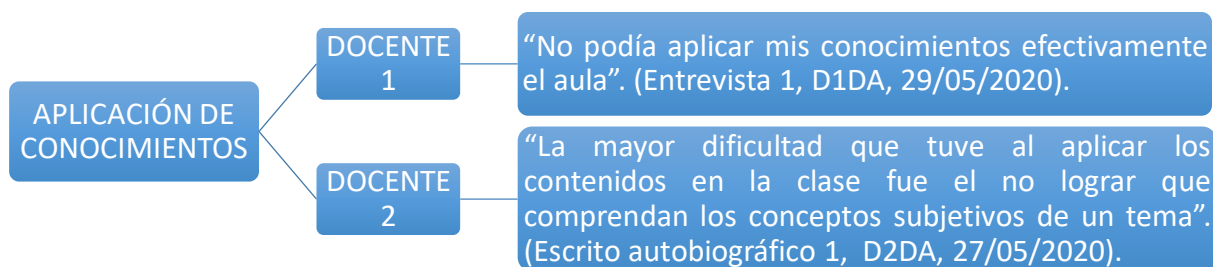 APLICACIÓN DE
CONOCIMIENTOS
DOCENTE
1
“No podía aplicar mis conocimientos efectivamente
el aula”. (Entrevista 1, D1DA, 29/05/2020).
DOCENTE
2
“La mayor dificultad que tuve al aplicar los
contenidos en la clase fue el no lograr que
comprendan los conceptos subjetivos de un tema”.
(Escrito autobiográfico 1, D2DA, 27/05/2020).